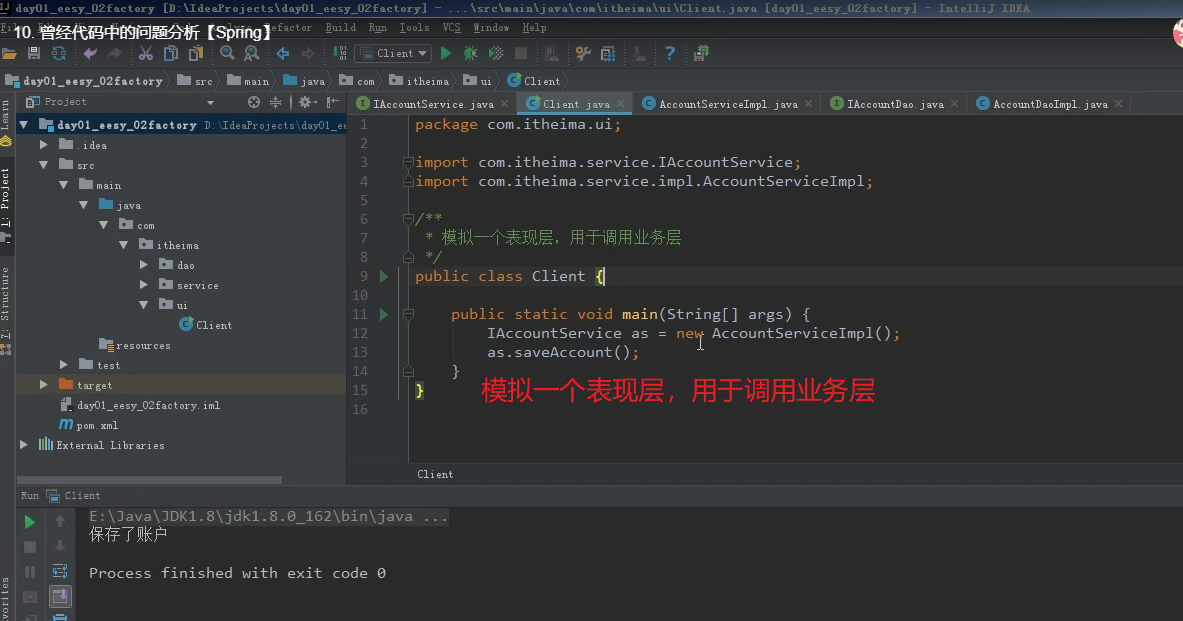 day01_eesy_02factory [D:\IdeaProjects\day01_eesy_02factory] - ...\src\main\java\com\itheima\ui\Client.java [day01_eesy_02factory] - IntelliJ IDEA
10. 曾经代码中的问题分析【Spring】
Refactor Build Run Tools VCS Window Help
Client
day01_eesy_02factory src main java com itheima ui Client
Project
IAccountService.java Client.java AccountServiceImpl.java IAccountDao.java AccountDaoImpl.java
Learn
1: Project
7: Structure
vorites
day01_eesy_02factory D:\IdeaProjects\day01_ee
.idea
src
main
java
com
itheima
dao
service
ui
Client
resources
test
target
day01_eesy_02factory.iml
pom.xml
External Libraries
1 package com.itheima.ui;
2
3 import com.itheima.service.IAccountService;
4 import com.itheima.service.impl.AccountServiceImpl;
5
6 /**
7 * 模拟一个表现层，用于调用业务层
8 */
9 public class Client {
10
11 public static void main(String[] args) {
12 IAccountService as = new AccountServiceImpl();
13 as.saveAccount();
14 }
15 }
16
模拟一个表现层，用于调用业务层
Client
Run Client
E:\Java\JDK1.8\jdk1.8.0_162\bin\java ...
保存了账户
Process finished with exit code 0